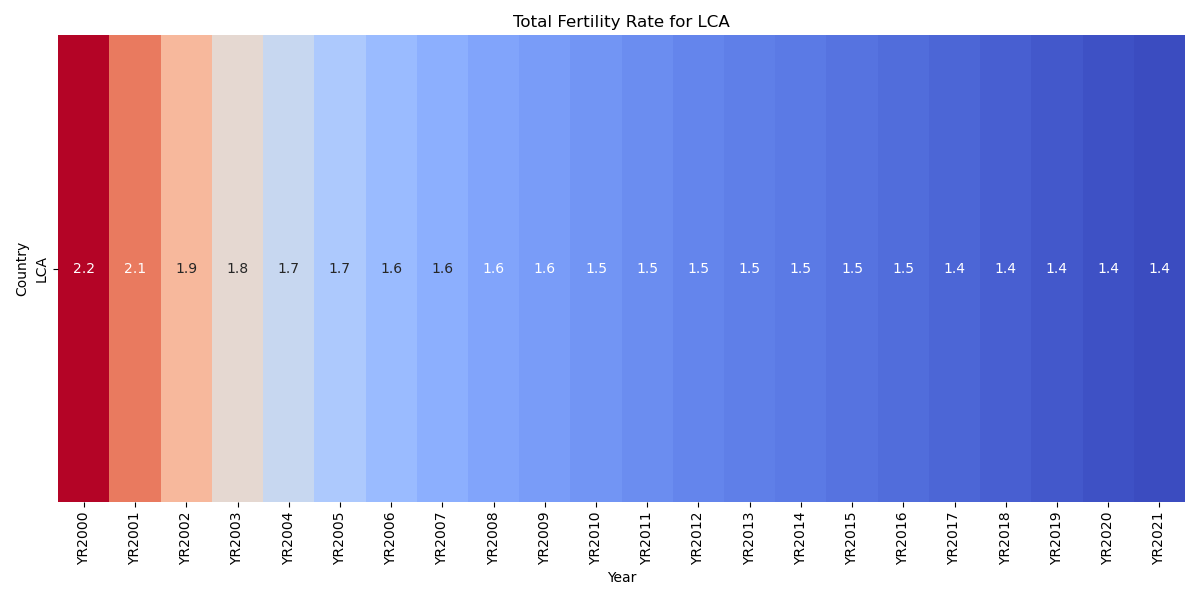 Total Fertility Rate for LCA
Country
LCA
2.2 2.1 1.9 1.8 1.7 1.7 1.6 1.6 1.6 1.6 1.5 1.5 1.5 1.5 1.5 1.5 1.5 1.4 1.4 1.4 1.4 1.4
YR2000 YR2001 YR2002 YR2003 YR2004 YR2005 YR2006 YR2007 YR2008 YR2009 YR2010 YR2011 YR2012 YR2013 YR2014 YR2015 YR2016 YR2017 YR2018 YR2019 YR2020 YR2021
Year